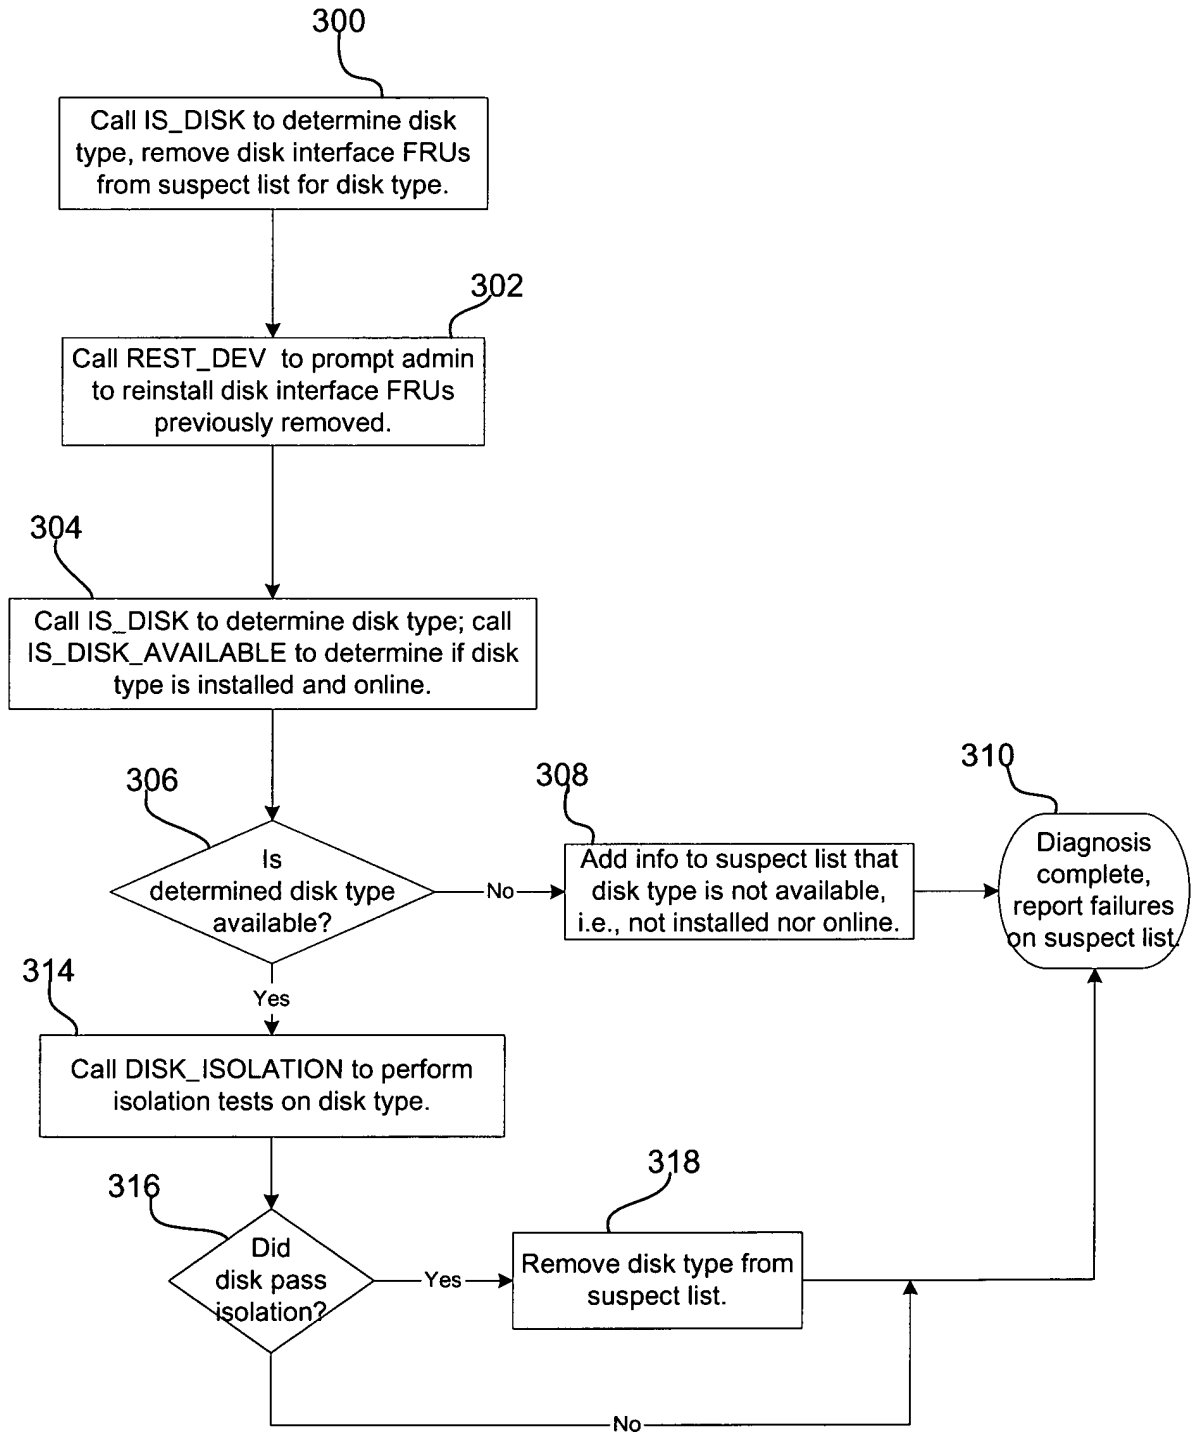 300
Call IS_DISK to determine disk
type, remove disk interface FRUs
from suspect list for disk type.
302
Call REST_DEV to prompt admin
to reinstall disk interface FRUs
previously removed.
304
Call IS_DISK to determine disk type; call
IS_DISK_AVAILABLE to determine if disk
type is installed and online.
306
Is
determined disk type
available?
No
308
Add info to suspect list that
disk type is not available,
i.e., not installed nor online.
310
Diagnosis
complete,
report failures
on suspect list.
Yes
314
Call DISK_ISOLATION to perform
isolation tests on disk type.
316
Did
disk pass
isolation?
Yes
318
Remove disk type from
suspect list.
No